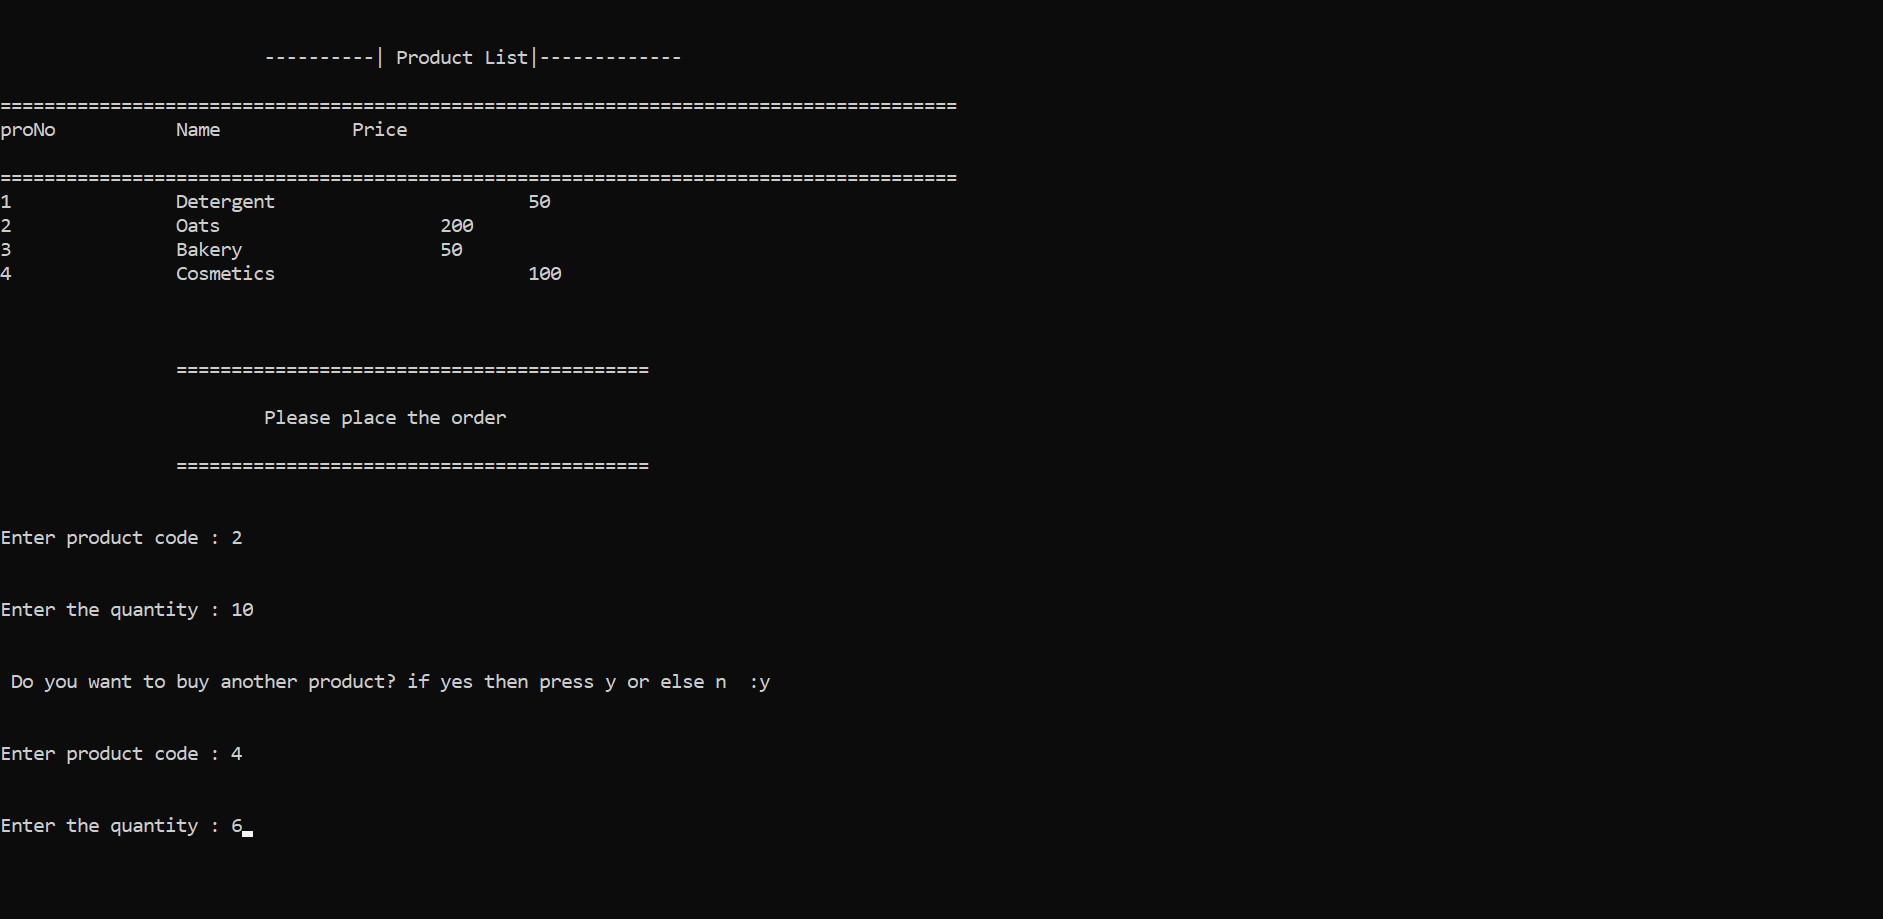 ----------| Product List|-------------
=======================================================================================
proNo Name Price
=======================================================================================
1 Detergent 50
2 Oats 200
3 Bakery 50
4 Cosmetics 100
===========================================
Please place the order
===========================================
Enter product code : 2
Enter the quantity : 10
Do you want to buy another product? if yes then press y or else n  :y
Enter product code : 4
Enter the quantity : 6